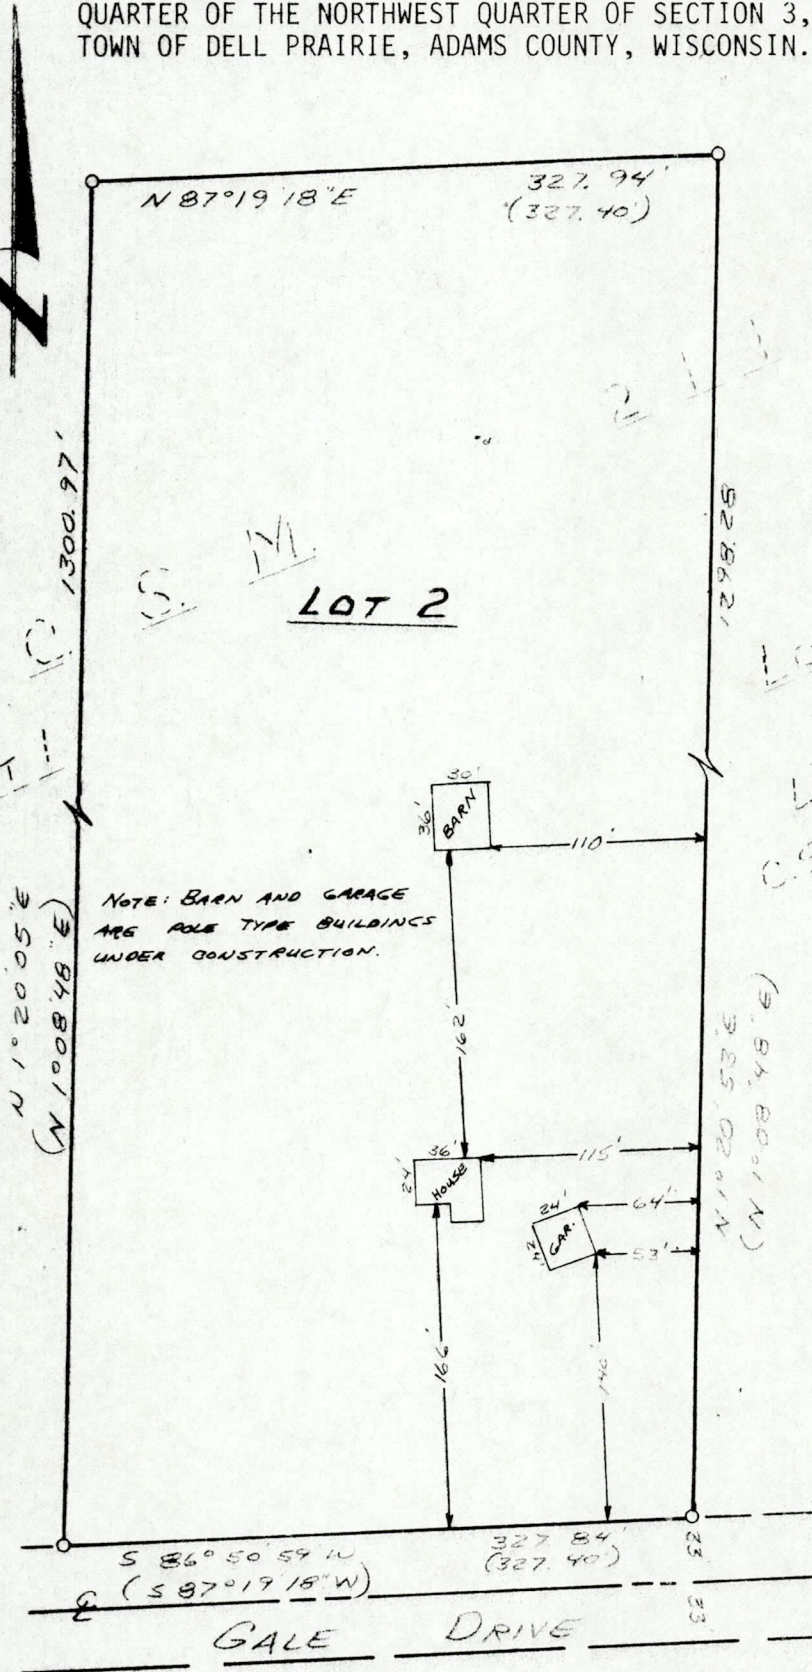 QUARTER OF THE NORTHWEST QUARTER OF SECTION 3,
TOWN OF DELL PRAIRIE, ADAMS COUNTY, WISCONSIN.
N 87°19'18"E
327.94'
(327.40')
1300.97'
1298.28'
C. S. M.
LOT 2
30'
36'
BARN
110'
NOTE: BARN AND GARAGE
ARE POLE TYPE BUILDINGS
UNDER CONSTRUCTION.
N 1°20'05"E
(N 1°08'48"E)
162'
N 1°20'53"E
(N 1°08'48"E)
36'
24'
HOUSE
115'
24'
24'
GAR.
64'
53'
166'
140'
S 86°50'59"W
(S 87°19'18"W)
327.84'
(327.40')
33
33
℄
GALE DRIVE